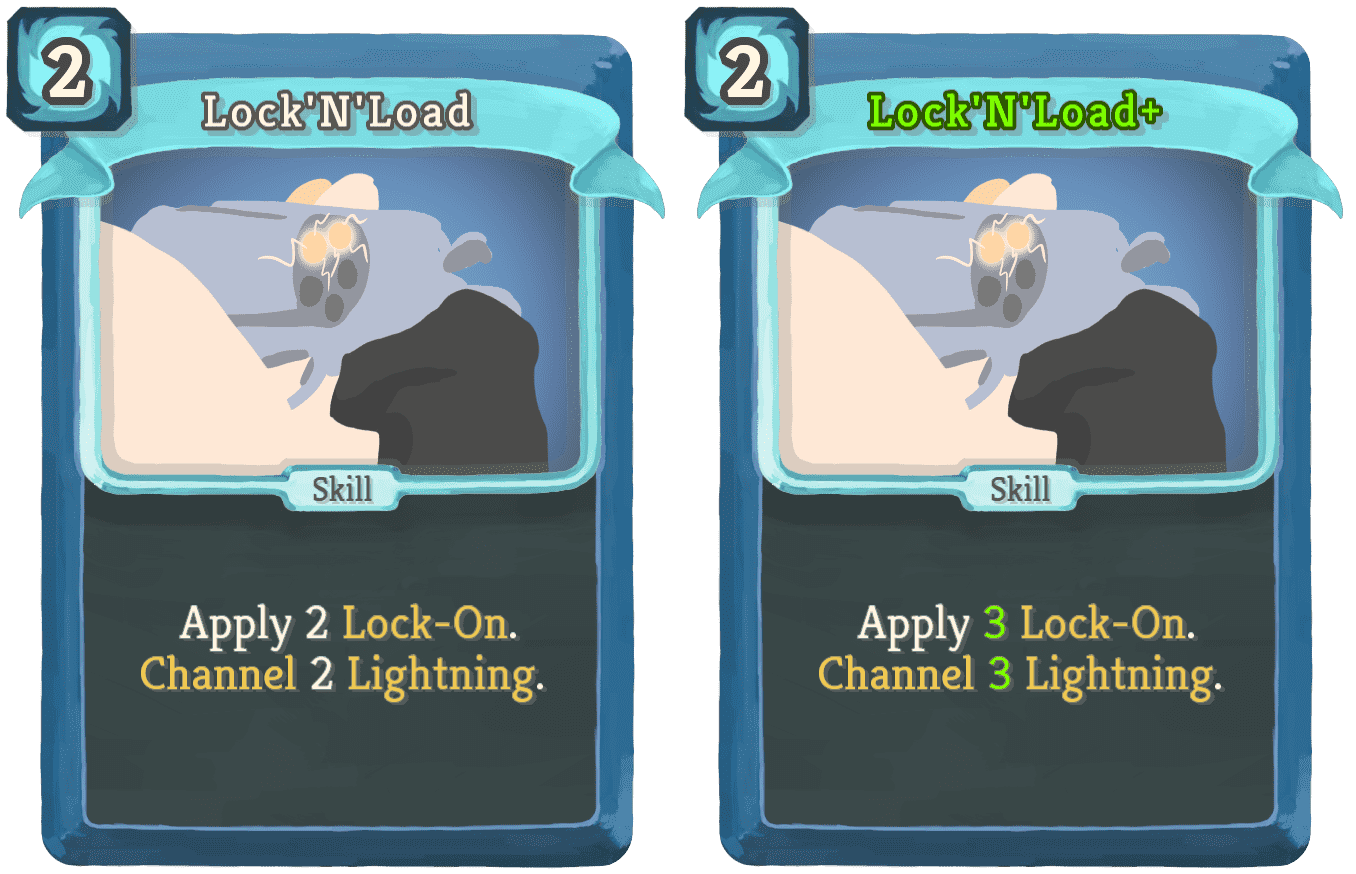 2
Lock'N'Load
Skill
Apply 2 Lock-On.
Channel 2 Lightning.
2
Lock'N'Load+
Skill
Apply 3 Lock-On.
Channel 3 Lightning.